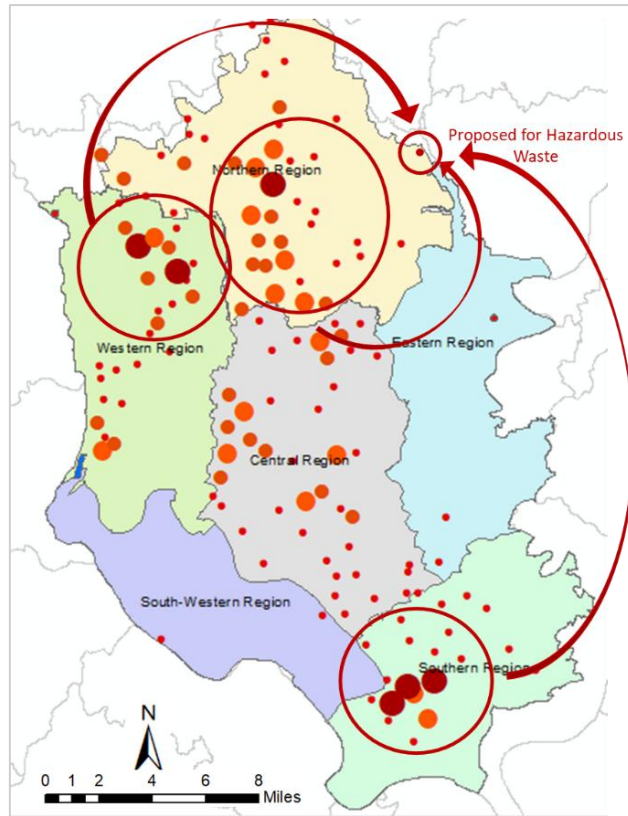 Proposed for Hazardous
Waste
Northern Region
Eastern Region
Western Region
Central Region
South-Western Region
Southern Region
N
0 2 4 6 8
Miles